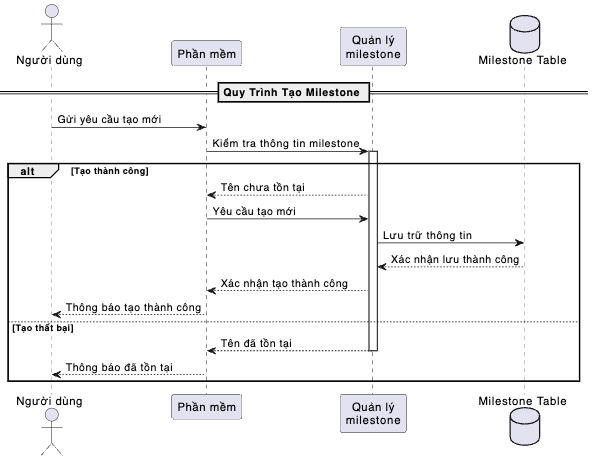 Người dùng
Phần mềm
Quản lý
milestone
Milestone Table
Quy Trình Tạo Milestone
Gửi yêu cầu tạo mới
Kiểm tra thông tin milestone
alt
[Tạo thành công]
Tên chưa tồn tại
Yêu cầu tạo mới
Lưu trữ thông tin
Xác nhận lưu thành công
Xác nhận tạo thành công
Thông báo tạo thành công
[Tạo thất bại]
Tên đã tồn tại
Thông báo đã tồn tại
Người dùng
Phần mềm
Quản lý
milestone
Milestone Table